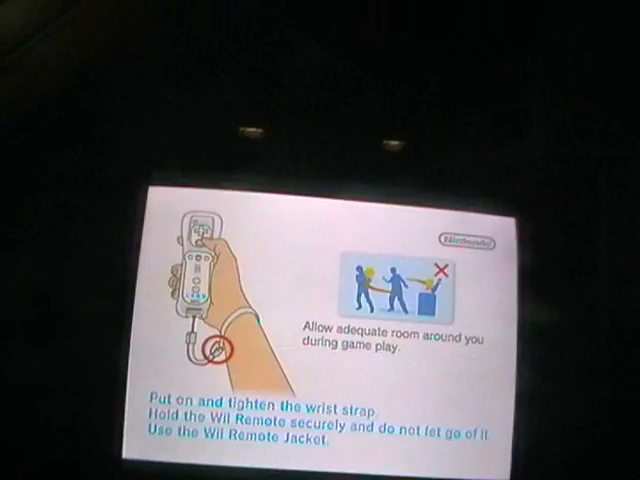 Nintendo
Allow adequate room around you
during game play.
Put on and tighten the wrist strap.
Hold the Wii Remote securely and do not let go of it.
Use the Wii Remote Jacket.